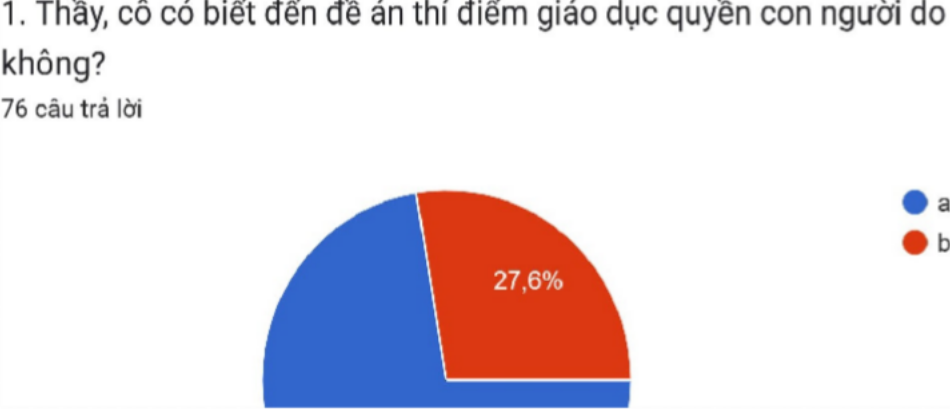 1. Thầy, cô có biết đến đề án thí điểm giáo dục quyền con người do
không?
76 câu trả lời
27,6%
a
b